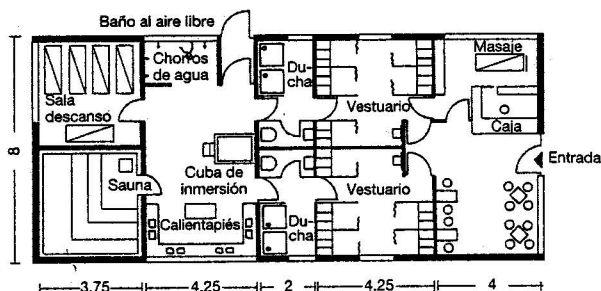 Baño al aire libre
Chorros
de agua
Du-
cha
Masaje
Sala
descanso
Vestuario
Caja
8
Entrada
Sauna
Cuba de
inmersión
Vestuario
Calientapiés
Du-
cha
3.75
4.25
2
4.25
4